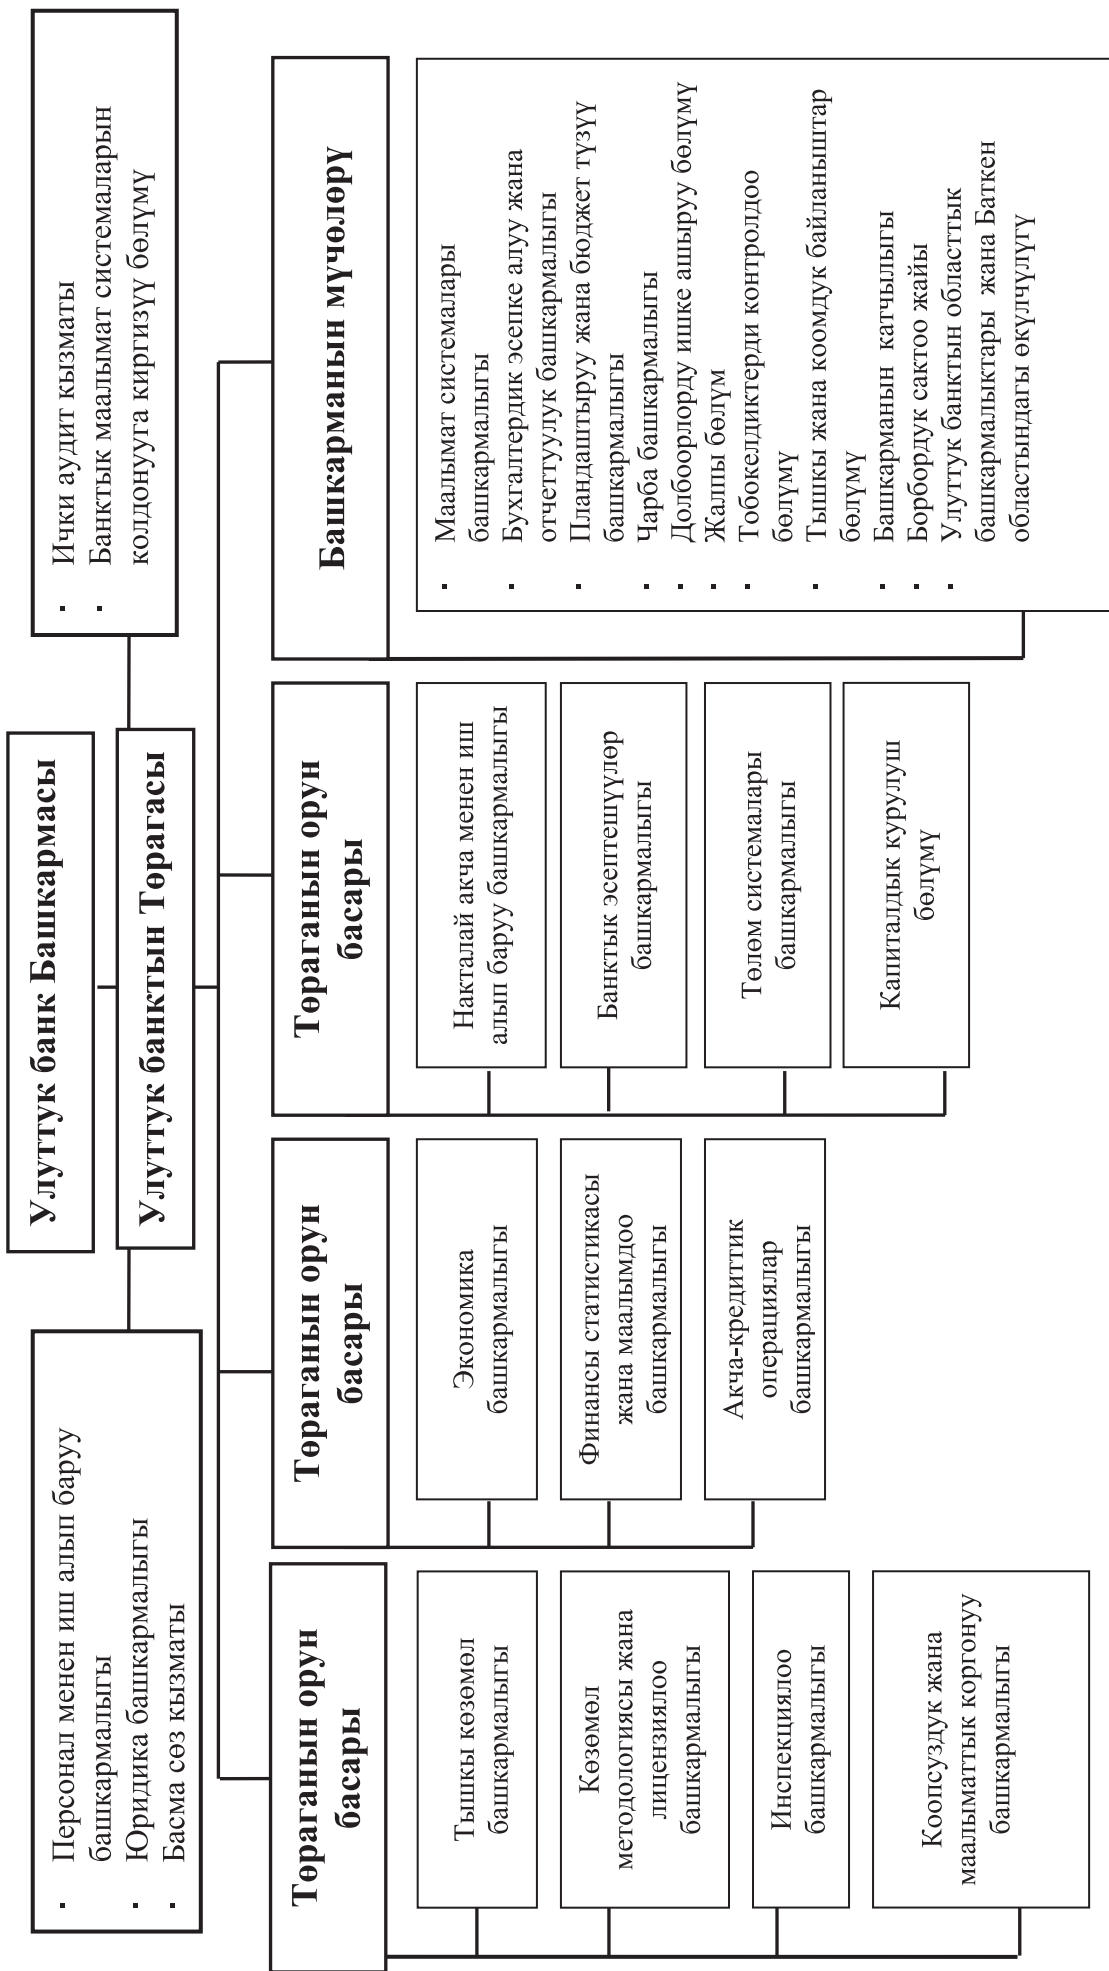 Улуттук банк Башкармасы
Улуттук банктын Төрагасы
▪ Персонал менен иш алып баруу
башкармалыгы
▪ Юридика башкармалыгы
▪ Басма сөз кызматы
▪ Ички аудит кызматы
▪ Банктык маалымат системаларын
колдонууга киргизүү бөлүмү
Төраганын орун
басары
Тышкы көзөмөл
башкармалыгы
Көзөмөл
методологиясы жана
лицензиялоо
башкармалыгы
Инспекциялоо
башкармалыгы
Коопсуздук жана
маалыматтык коргонуу
башкармалыгы
Төраганын орун
басары
Экономика
башкармалыгы
Финансы статистикасы
жана маалымдоо
башкармалыгы
Акча-кредиттик
операциялар
башкармалыгы
Төраганын орун
басары
Накталай акча менен иш
алып баруу башкармалыгы
Банктык эсептешүүлөр
башкармалыгы
Төлөм системалары
башкармалыгы
Капиталдык курулуш
бөлүмү
Башкарманын мүчөлөрү
▪ Маалымат системалары
башкармалыгы
▪ Бухгалтердик эсепке алуу жана
отчеттуулук башкармалыгы
▪ Пландаштыруу жана бюджет түзүү
башкармалыгы
▪ Чарба башкармалыгы
▪ Долбоорлорду ишке ашыруу бөлүмү
▪ Жалпы бөлүм
▪ Тобокелдиктерди контролдоо
бөлүмү
▪ Тышкы жана коомдук байланыштар
бөлүмү
▪ Башкарманын катчылыгы
▪ Борбордук сактоо жайы
▪ Улуттук банктын областтык
башкармалыктары жана Баткен
областындагы өкүлчүлүгү